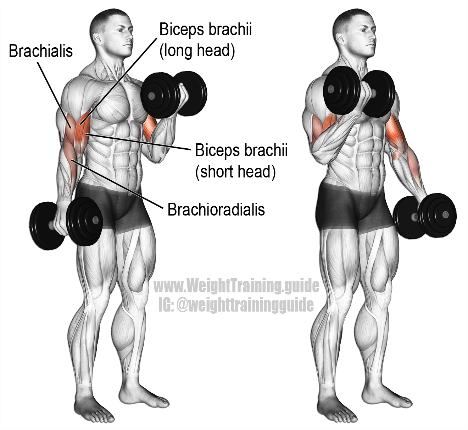 Biceps brachii
(long head)
Brachialis
Biceps brachii
(short head)
Brachioradialis
www.WeightTraining.guide
IG: @weighttrainingguide